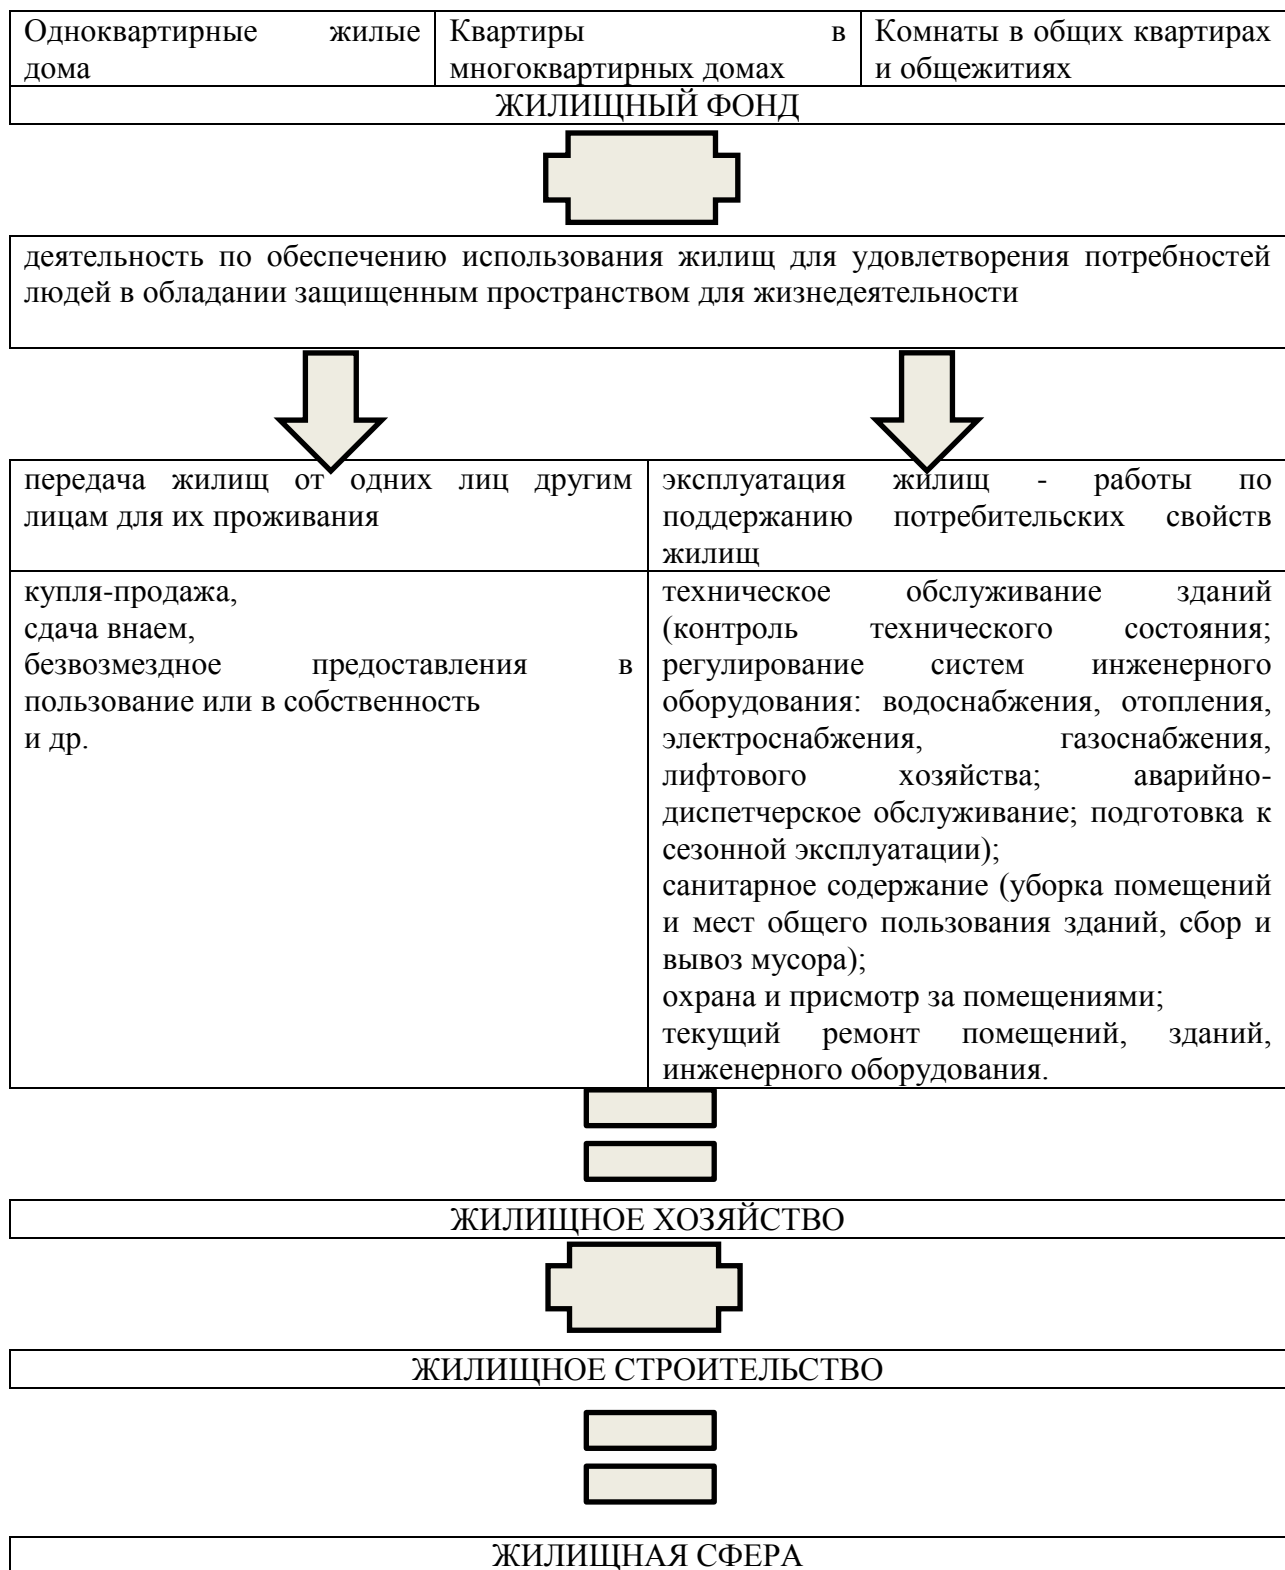 Одноквартирные жилые
дома
Квартиры в
многоквартирных домах
Комнаты в общих квартирах
и общежитиях
ЖИЛИЩНЫЙ ФОНД
деятельность по обеспечению использования жилищ для удовлетворения потребностей
людей в обладании защищенным пространством для жизнедеятельности
передача жилищ от одних лиц другим
лицам для их проживания
эксплуатация жилищ - работы по
поддержанию потребительских свойств
жилищ
купля-продажа,
сдача внаем,
безвозмездное предоставления в
пользование или в собственность
и др.
техническое обслуживание зданий
(контроль технического состояния;
регулирование систем инженерного
оборудования: водоснабжения, отопления,
электроснабжения, газоснабжения,
лифтового хозяйства; аварийно-
диспетчерское обслуживание; подготовка к
сезонной эксплуатации);
санитарное содержание (уборка помещений
и мест общего пользования зданий, сбор и
вывоз мусора);
охрана и присмотр за помещениями;
текущий ремонт помещений, зданий,
инженерного оборудования.
ЖИЛИЩНОЕ ХОЗЯЙСТВО
ЖИЛИЩНОЕ СТРОИТЕЛЬСТВО
ЖИЛИЩНАЯ СФЕРА